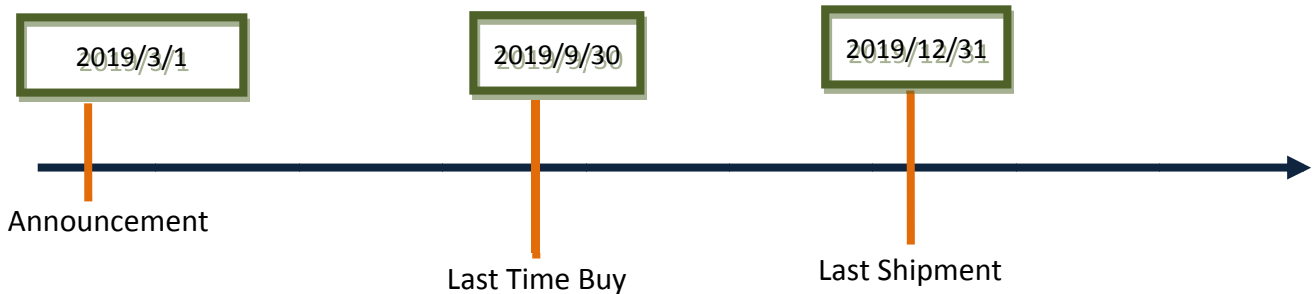 2019/3/1
2019/9/30
2019/12/31
Announcement
Last Time Buy
Last Shipment